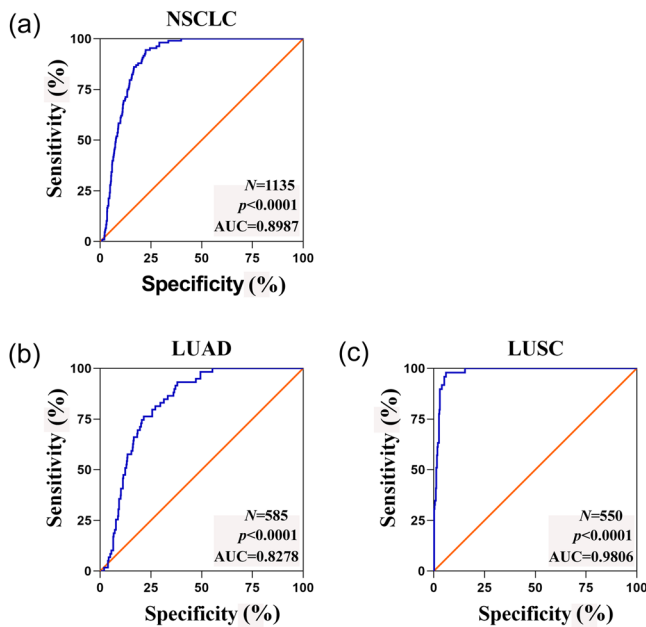 (a)
NSCLC
Sensitivity (%)
100
75
50
25
0
N=1135
p<0.0001
AUC=0.8987
0 25 50 75 100
Specificity (%)
(b)
LUAD
Sensitivity (%)
100
75
50
25
0
N=585
p<0.0001
AUC=0.8278
0 25 50 75 100
Specificity (%)
(c)
LUSC
Sensitivity (%)
100
75
50
25
0
N=550
p<0.0001
AUC=0.9806
0 25 50 75 100
Specificity (%)